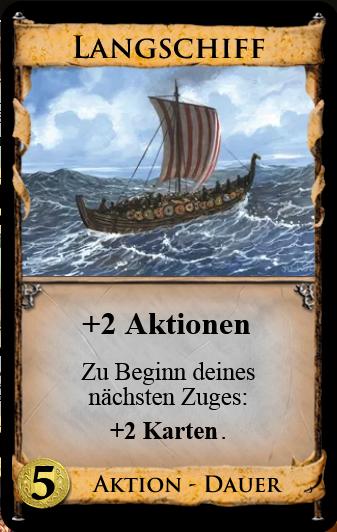 Langschiff
+2 Aktionen
Zu Beginn deines
nächsten Zuges:
+2 Karten.
5
Aktion - Dauer